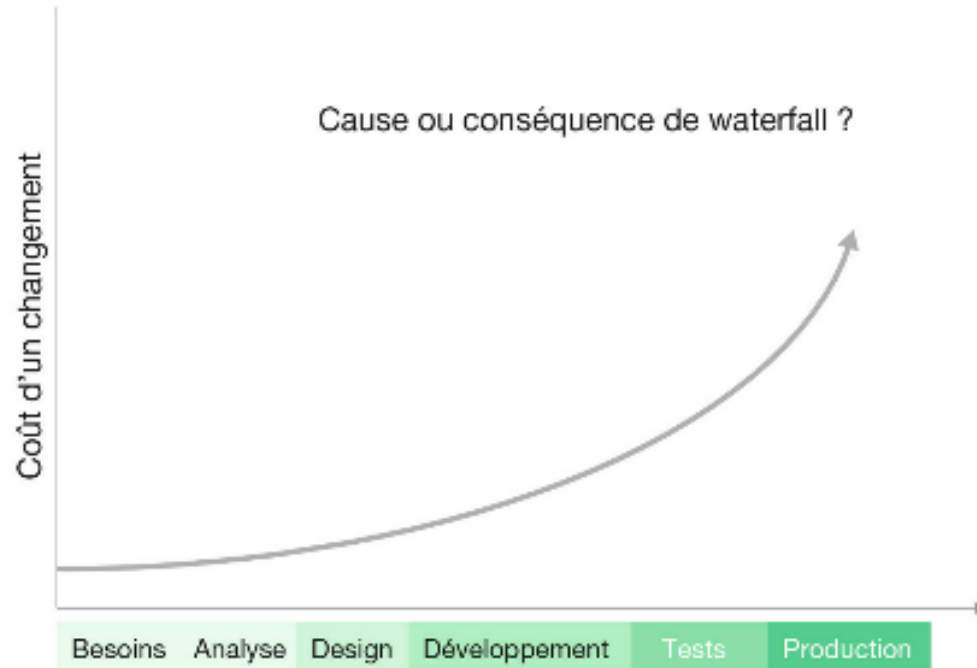 Cause ou conséquence de waterfall ?
Coût d'un changement
Besoins
Analyse
Design
Développement
Tests
Production